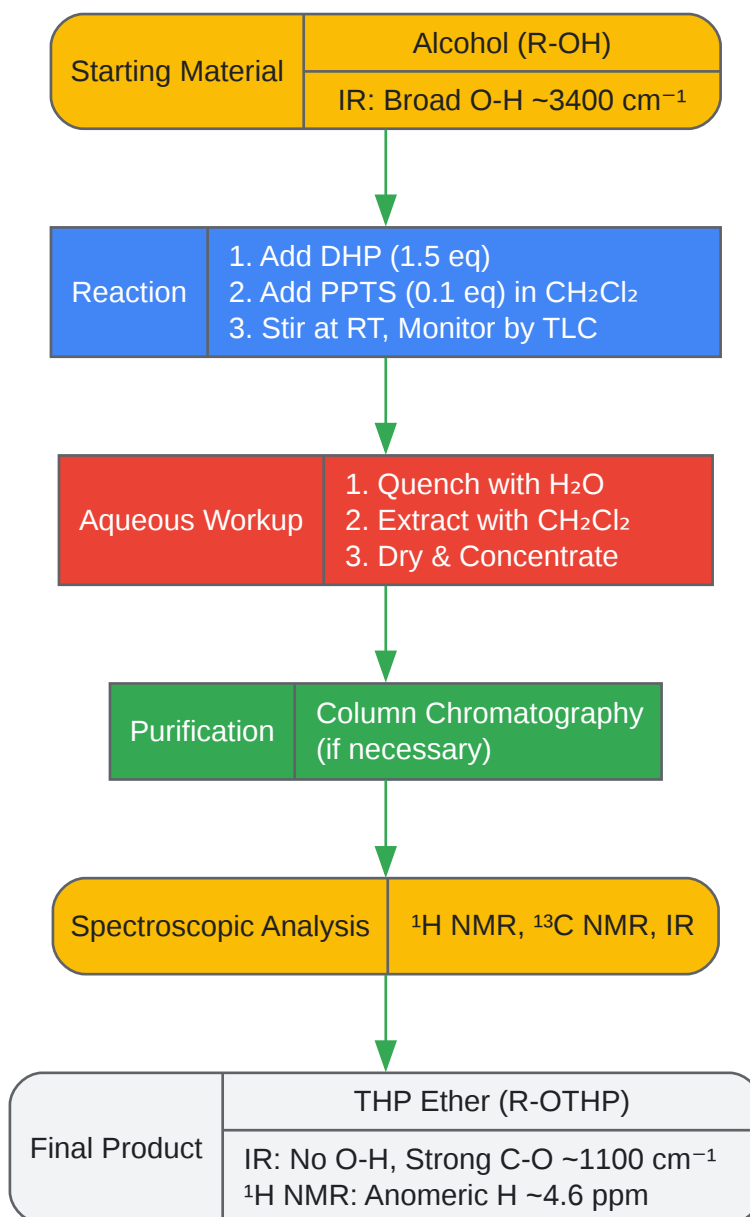 Starting Material
Alcohol (R-OH)
IR: Broad O-H ~3400 cm⁻¹
Reaction
1. Add DHP (1.5 eq)
2. Add PPTS (0.1 eq) in CH₂Cl₂
3. Stir at RT, Monitor by TLC
Aqueous Workup
1. Quench with H₂O
2. Extract with CH₂Cl₂
3. Dry & Concentrate
Purification
Column Chromatography
(if necessary)
Spectroscopic Analysis
¹H NMR, ¹³C NMR, IR
Final Product
THP Ether (R-OTHP)
IR: No O-H, Strong C-O ~1100 cm⁻¹
¹H NMR: Anomeric H ~4.6 ppm